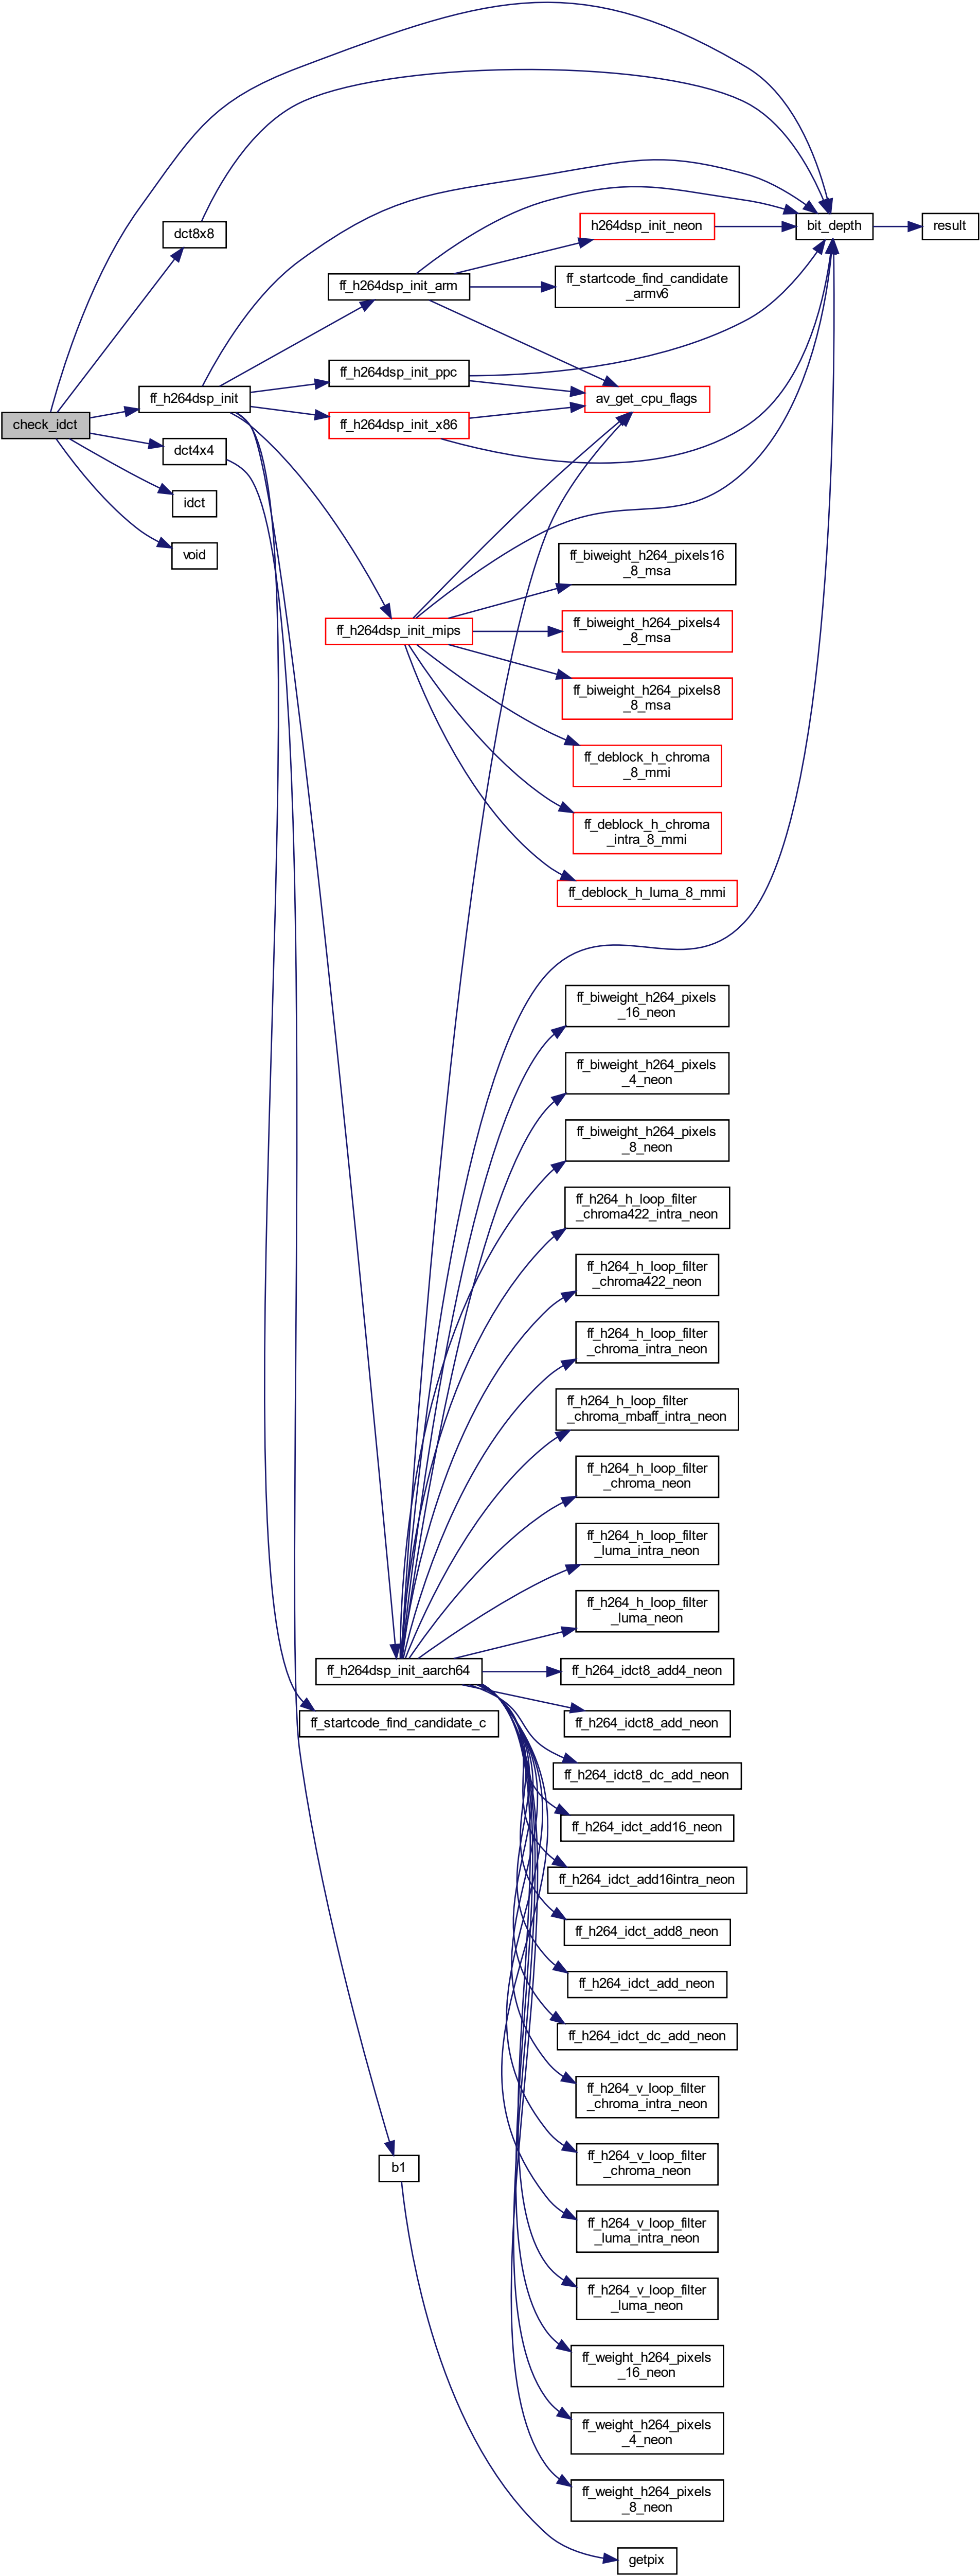 dct8x8
h264dsp_init_neon
bit_depth
result
ff_h264dsp_init_arm
ff_startcode_find_candidate
_armv6
ff_h264dsp_init_ppc
ff_h264dsp_init
av_get_cpu_flags
check_idct
ff_h264dsp_init_x86
dct4x4
idct
void
ff_biweight_h264_pixels16
_8_msa
ff_h264dsp_init_mips
ff_biweight_h264_pixels4
_8_msa
ff_biweight_h264_pixels8
_8_msa
ff_deblock_h_chroma
_8_mmi
ff_deblock_h_chroma
_intra_8_mmi
ff_deblock_h_luma_8_mmi
ff_biweight_h264_pixels
_16_neon
ff_biweight_h264_pixels
_4_neon
ff_biweight_h264_pixels
_8_neon
ff_h264_h_loop_filter
_chroma422_intra_neon
ff_h264_h_loop_filter
_chroma422_neon
ff_h264_h_loop_filter
_chroma_intra_neon
ff_h264_h_loop_filter
_chroma_mbaff_intra_neon
ff_h264_h_loop_filter
_chroma_neon
ff_h264_h_loop_filter
_luma_intra_neon
ff_h264_h_loop_filter
_luma_neon
ff_h264dsp_init_aarch64
ff_h264_idct8_add4_neon
ff_startcode_find_candidate_c
ff_h264_idct8_add_neon
ff_h264_idct8_dc_add_neon
ff_h264_idct_add16_neon
ff_h264_idct_add16intra_neon
ff_h264_idct_add8_neon
ff_h264_idct_add_neon
ff_h264_idct_dc_add_neon
ff_h264_v_loop_filter
_chroma_intra_neon
b1
ff_h264_v_loop_filter
_chroma_neon
ff_h264_v_loop_filter
_luma_intra_neon
ff_h264_v_loop_filter
_luma_neon
ff_weight_h264_pixels
_16_neon
ff_weight_h264_pixels
_4_neon
ff_weight_h264_pixels
_8_neon
getpix